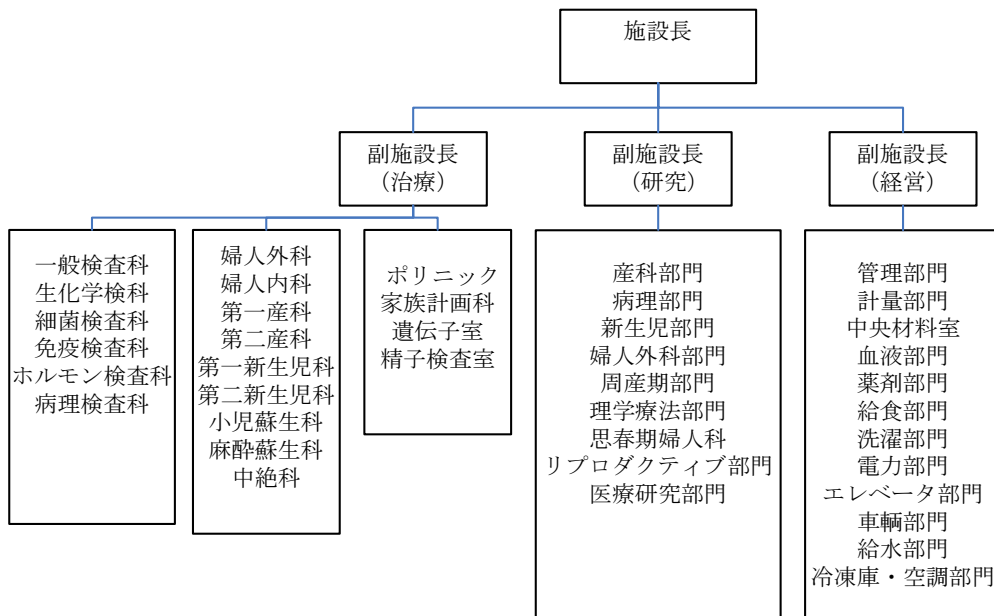 施設長
副施設長
（治療）
副施設長
（研究）
副施設長
（経営）
一般検査科
生化学検科
細菌検査科
免疫検査科
ホルモン検査科
病理検査科
婦人外科
婦人内科
第一産科
第二産科
第一新生児科
第二新生児科
小児蘇生科
麻酔蘇生科
中絶科
ポリニック
家族計画科
遺伝子室
精子検査室
産科部門
病理部門
新生児部門
婦人外科部門
周産期部門
理学療法部門
思春期婦人科
リプロダクティブ部門
医療研究部門
管理部門
計量部門
中央材料室
血液部門
薬剤部門
給食部門
洗濯部門
電力部門
エレベータ部門
車輌部門
給水部門
冷凍庫・空調部門